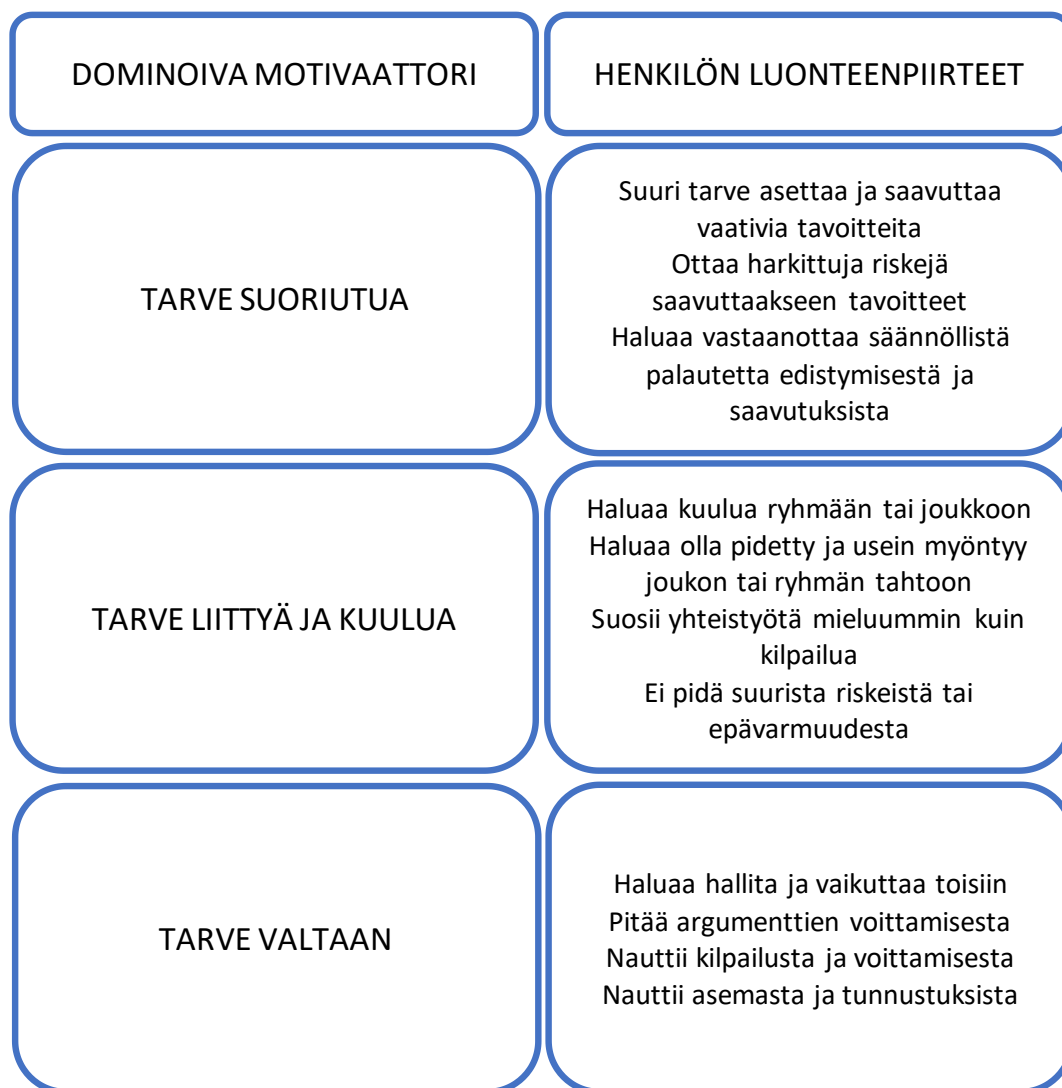 DOMINOIVA MOTIVAATTORI
HENKILÖN LUONTEENPIIRTEET
TARVE SUORIUTUA
Suuri tarve asettaa ja saavuttaa
vaativia tavoitteita
Ottaa harkittuja riskejä
saavuttaakseen tavoitteet
Haluaa vastaanottaa säännöllistä
palautetta edistymisestä ja
saavutuksista
TARVE LIITTYÄ JA KUULUA
Haluaa kuulua ryhmään tai joukkoon
Haluaa olla pidetty ja usein myöntyy
joukon tai ryhmän tahtoon
Suosii yhteistyötä mieluummin kuin
kilpailua
Ei pidä suurista riskeistä tai
epävarmuudesta
TARVE VALTAAN
Haluaa hallita ja vaikuttaa toisiin
Pitää argumenttien voittamisesta
Nauttii kilpailusta ja voittamisesta
Nauttii asemasta ja tunnustuksista